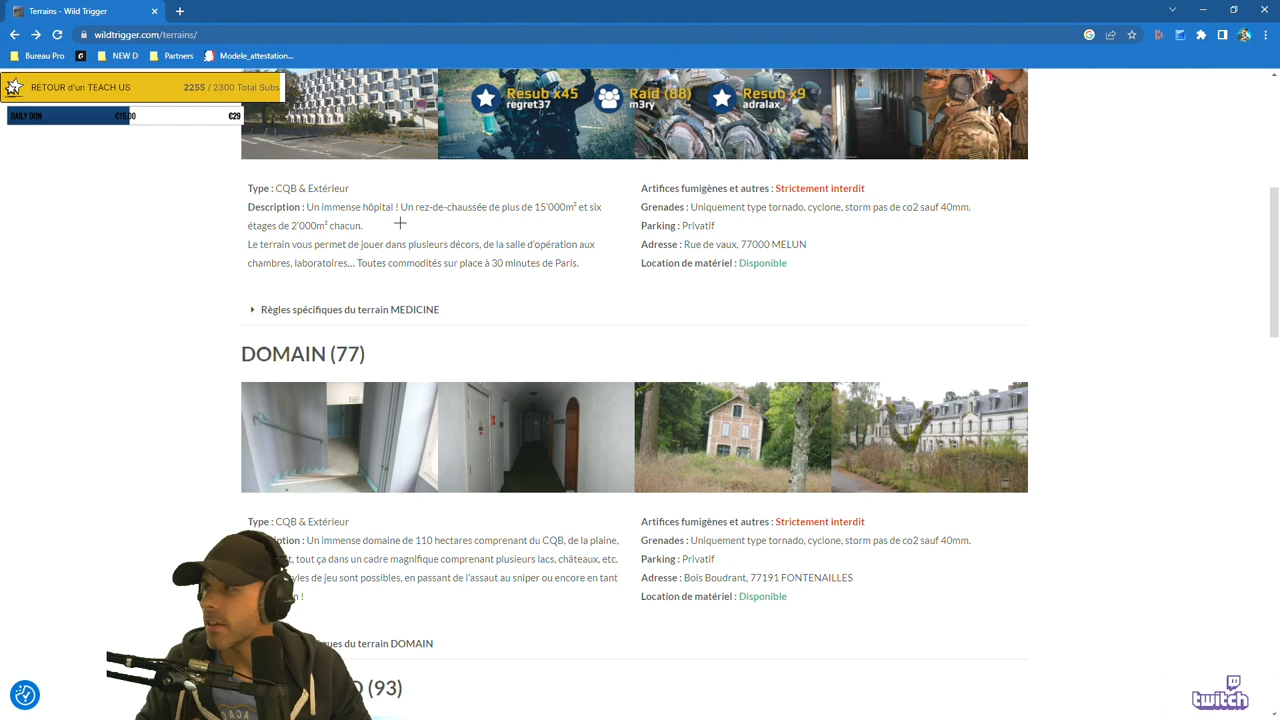 Terrains - Wild Trigger
wildtrigger.com/terrains/
Bureau Pro
NEW D
Partners
Modele_attestation...
RETOUR d'un TEACH US
2255 / 2300 Total Subs
DAILY DON €15.00 €29
Resub x45
regret37
Raid (88)
m3ry
Resub x9
adralax
Type : CQB & Extérieur
Description : Un immense hôpital ! Un rez-de-chaussée de plus de 15'000m² et six
étages de 2'000m² chacun.
Le terrain vous permet de jouer dans plusieurs décors, de la salle d'opération aux
chambres, laboratoires... Toutes commodités sur place à 30 minutes de Paris.
Artifices fumigènes et autres : Strictement interdit
Grenades : Uniquement type tornado, cyclone, storm pas de co2 sauf 40mm.
Parking : Privatif
Adresse : Rue de vaux, 77000 MELUN
Location de matériel : Disponible
Règles spécifiques du terrain MEDICINE
DOMAIN (77)
Type : CQB & Extérieur
ption : Un immense domaine de 110 hectares comprenant du CQB, de la plaine,
t, tout ça dans un cadre magnifique comprenant plusieurs lacs, châteaux, etc.
yles de jeu sont possibles, en passant de l'assaut au sniper ou encore en tant
n !
Artifices fumigènes et autres : Strictement interdit
Grenades : Uniquement type tornado, cyclone, storm pas de co2 sauf 40mm.
Parking : Privatif
Adresse : Bois Boudrant, 77191 FONTENAILLES
Location de matériel : Disponible
ques du terrain DOMAIN
(93)
twitch